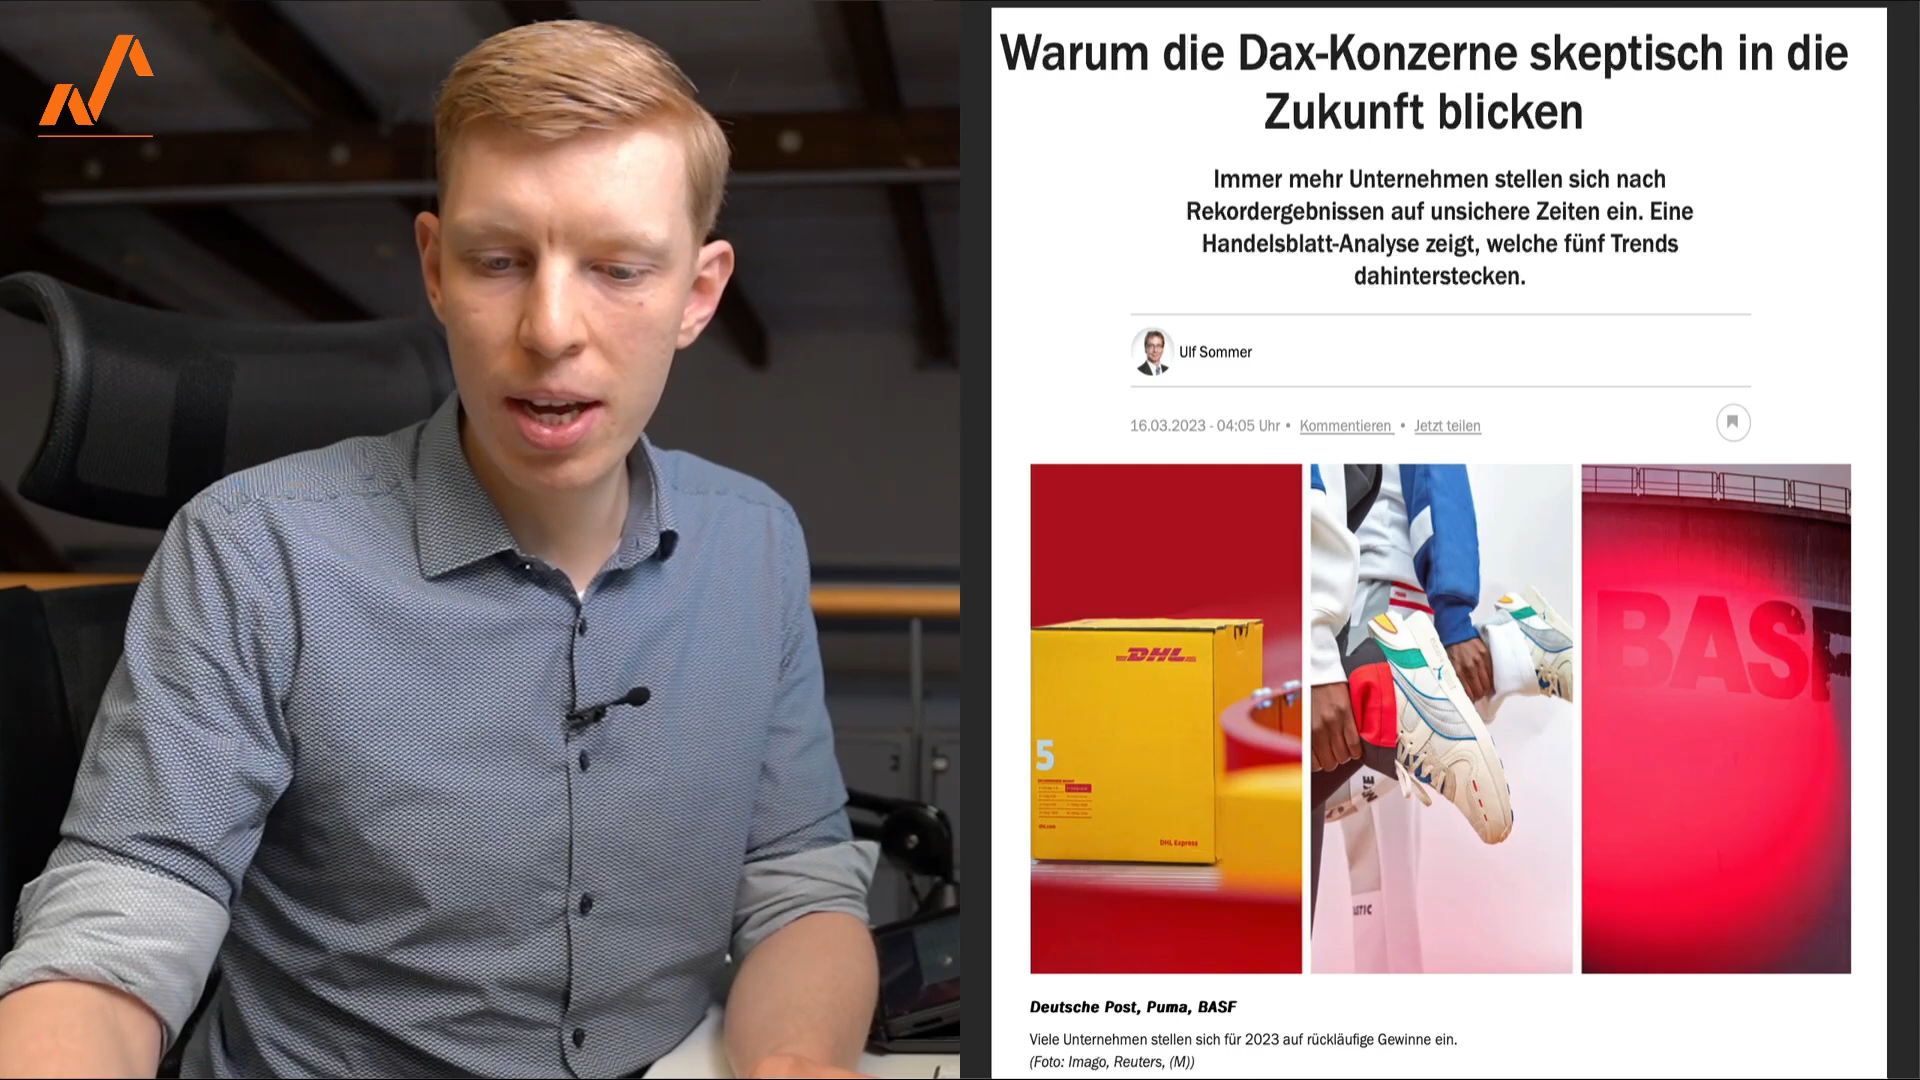 Warum die Dax-Konzerne skeptisch in die
Zukunft blicken
Immer mehr Unternehmen stellen sich nach
Rekordergebnissen auf unsichere Zeiten ein. Eine
Handelsblatt-Analyse zeigt, welche fünf Trends
dahinterstecken.
Ulf Sommer
16.03.2023 - 04:05 Uhr • Kommentieren • Jetzt teilen
DHL
5
DHL Express
BASF
Deutsche Post, Puma, BASF
Viele Unternehmen stellen sich für 2023 auf rückläufige Gewinne ein.
(Foto: Imago, Reuters, (M))